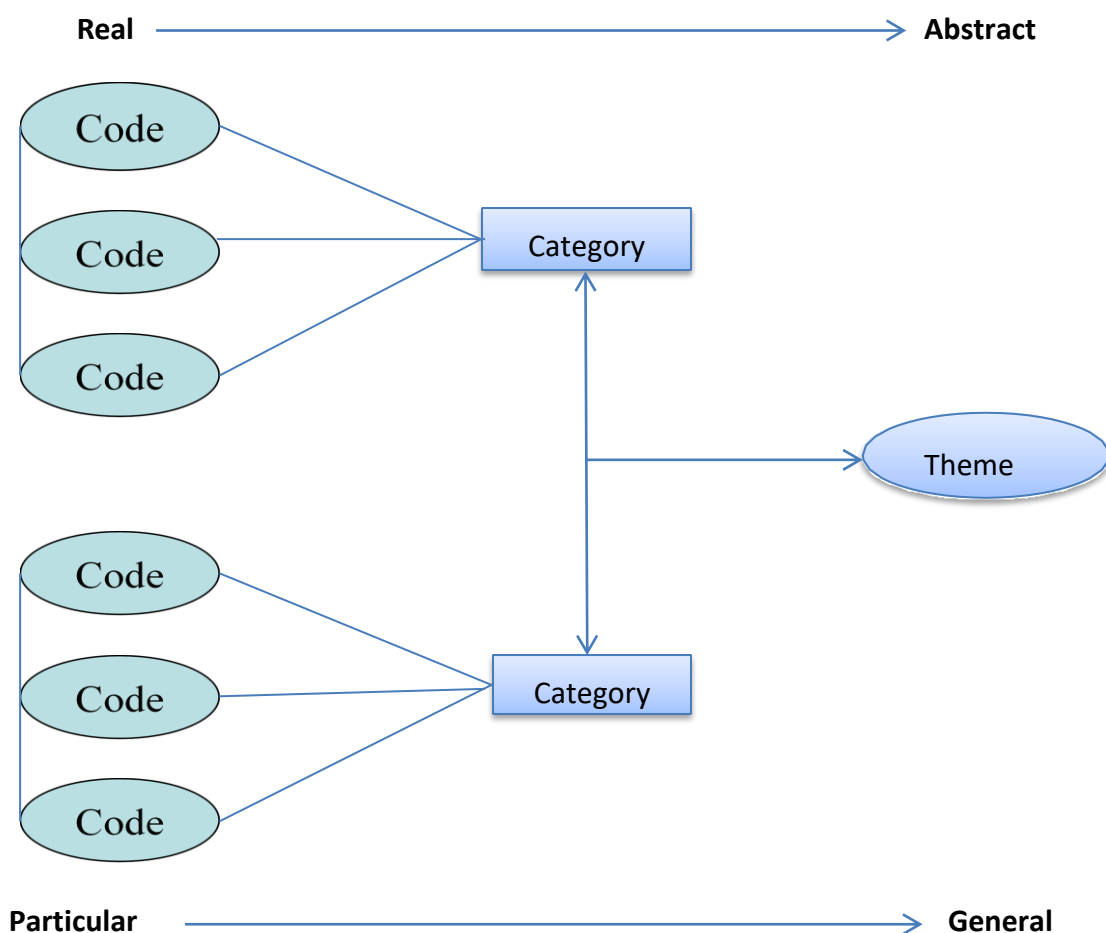 Real Abstract
Code
Code
Category
Code
Theme
Code
Code
Category
Code
Particular General